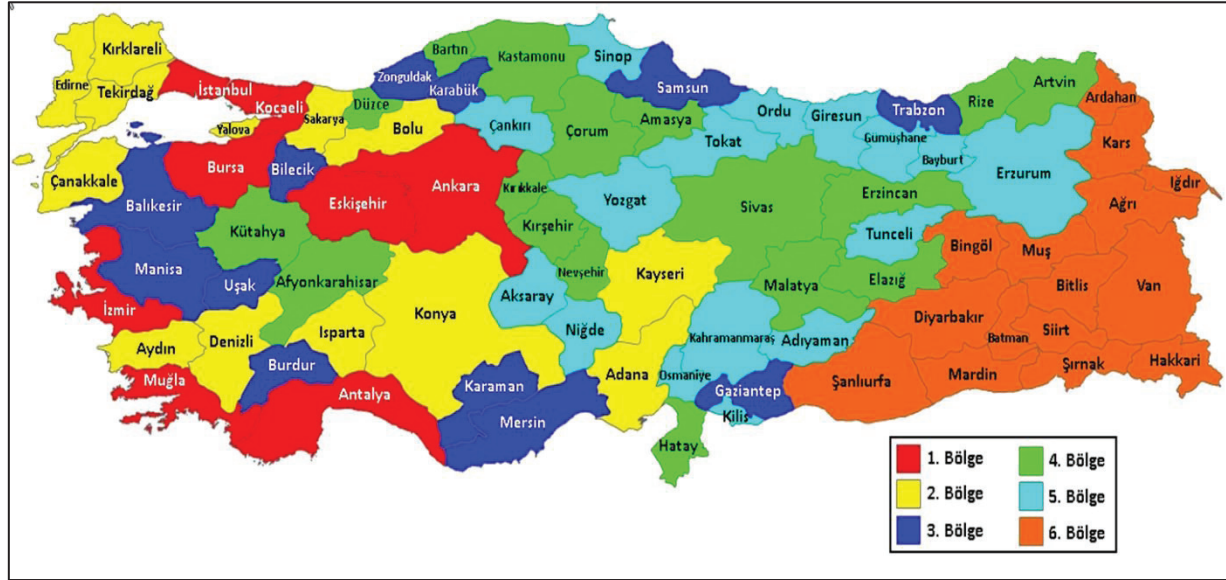 Kırklareli
Edirne
Tekirdağ
İstanbul
Kocaeli
Yalova
Sakarya
Düzce
Bolu
Zonguldak
Bartın
Karabük
Kastamonu
Sinop
Samsun
Çankırı
Çorum
Amasya
Tokat
Ordu
Giresun
Gümüşhane
Bayburt
Trabzon
Rize
Artvin
Ardahan
Kars
Iğdır
Ağrı
Erzurum
Erzincan
Çanakkale
Balıkesir
Bursa
Bilecik
Eskişehir
Ankara
Kırıkkale
Kırşehir
Yozgat
Sivas
Tunceli
Bingöl
Muş
Bitlis
Van
Kütahya
Manisa
Uşak
Afyonkarahisar
İzmir
Konya
Aksaray
Nevşehir
Kayseri
Malatya
Elazığ
Diyarbakır
Batman
Siirt
Şırnak
Hakkari
Aydın
Denizli
Isparta
Burdur
Niğde
Kahramanmaraş
Adıyaman
Şanlıurfa
Mardin
Muğla
Antalya
Karaman
Mersin
Adana
Osmaniye
Gaziantep
Kilis
Hatay
1. Bölge
2. Bölge
3. Bölge
4. Bölge
5. Bölge
6. Bölge